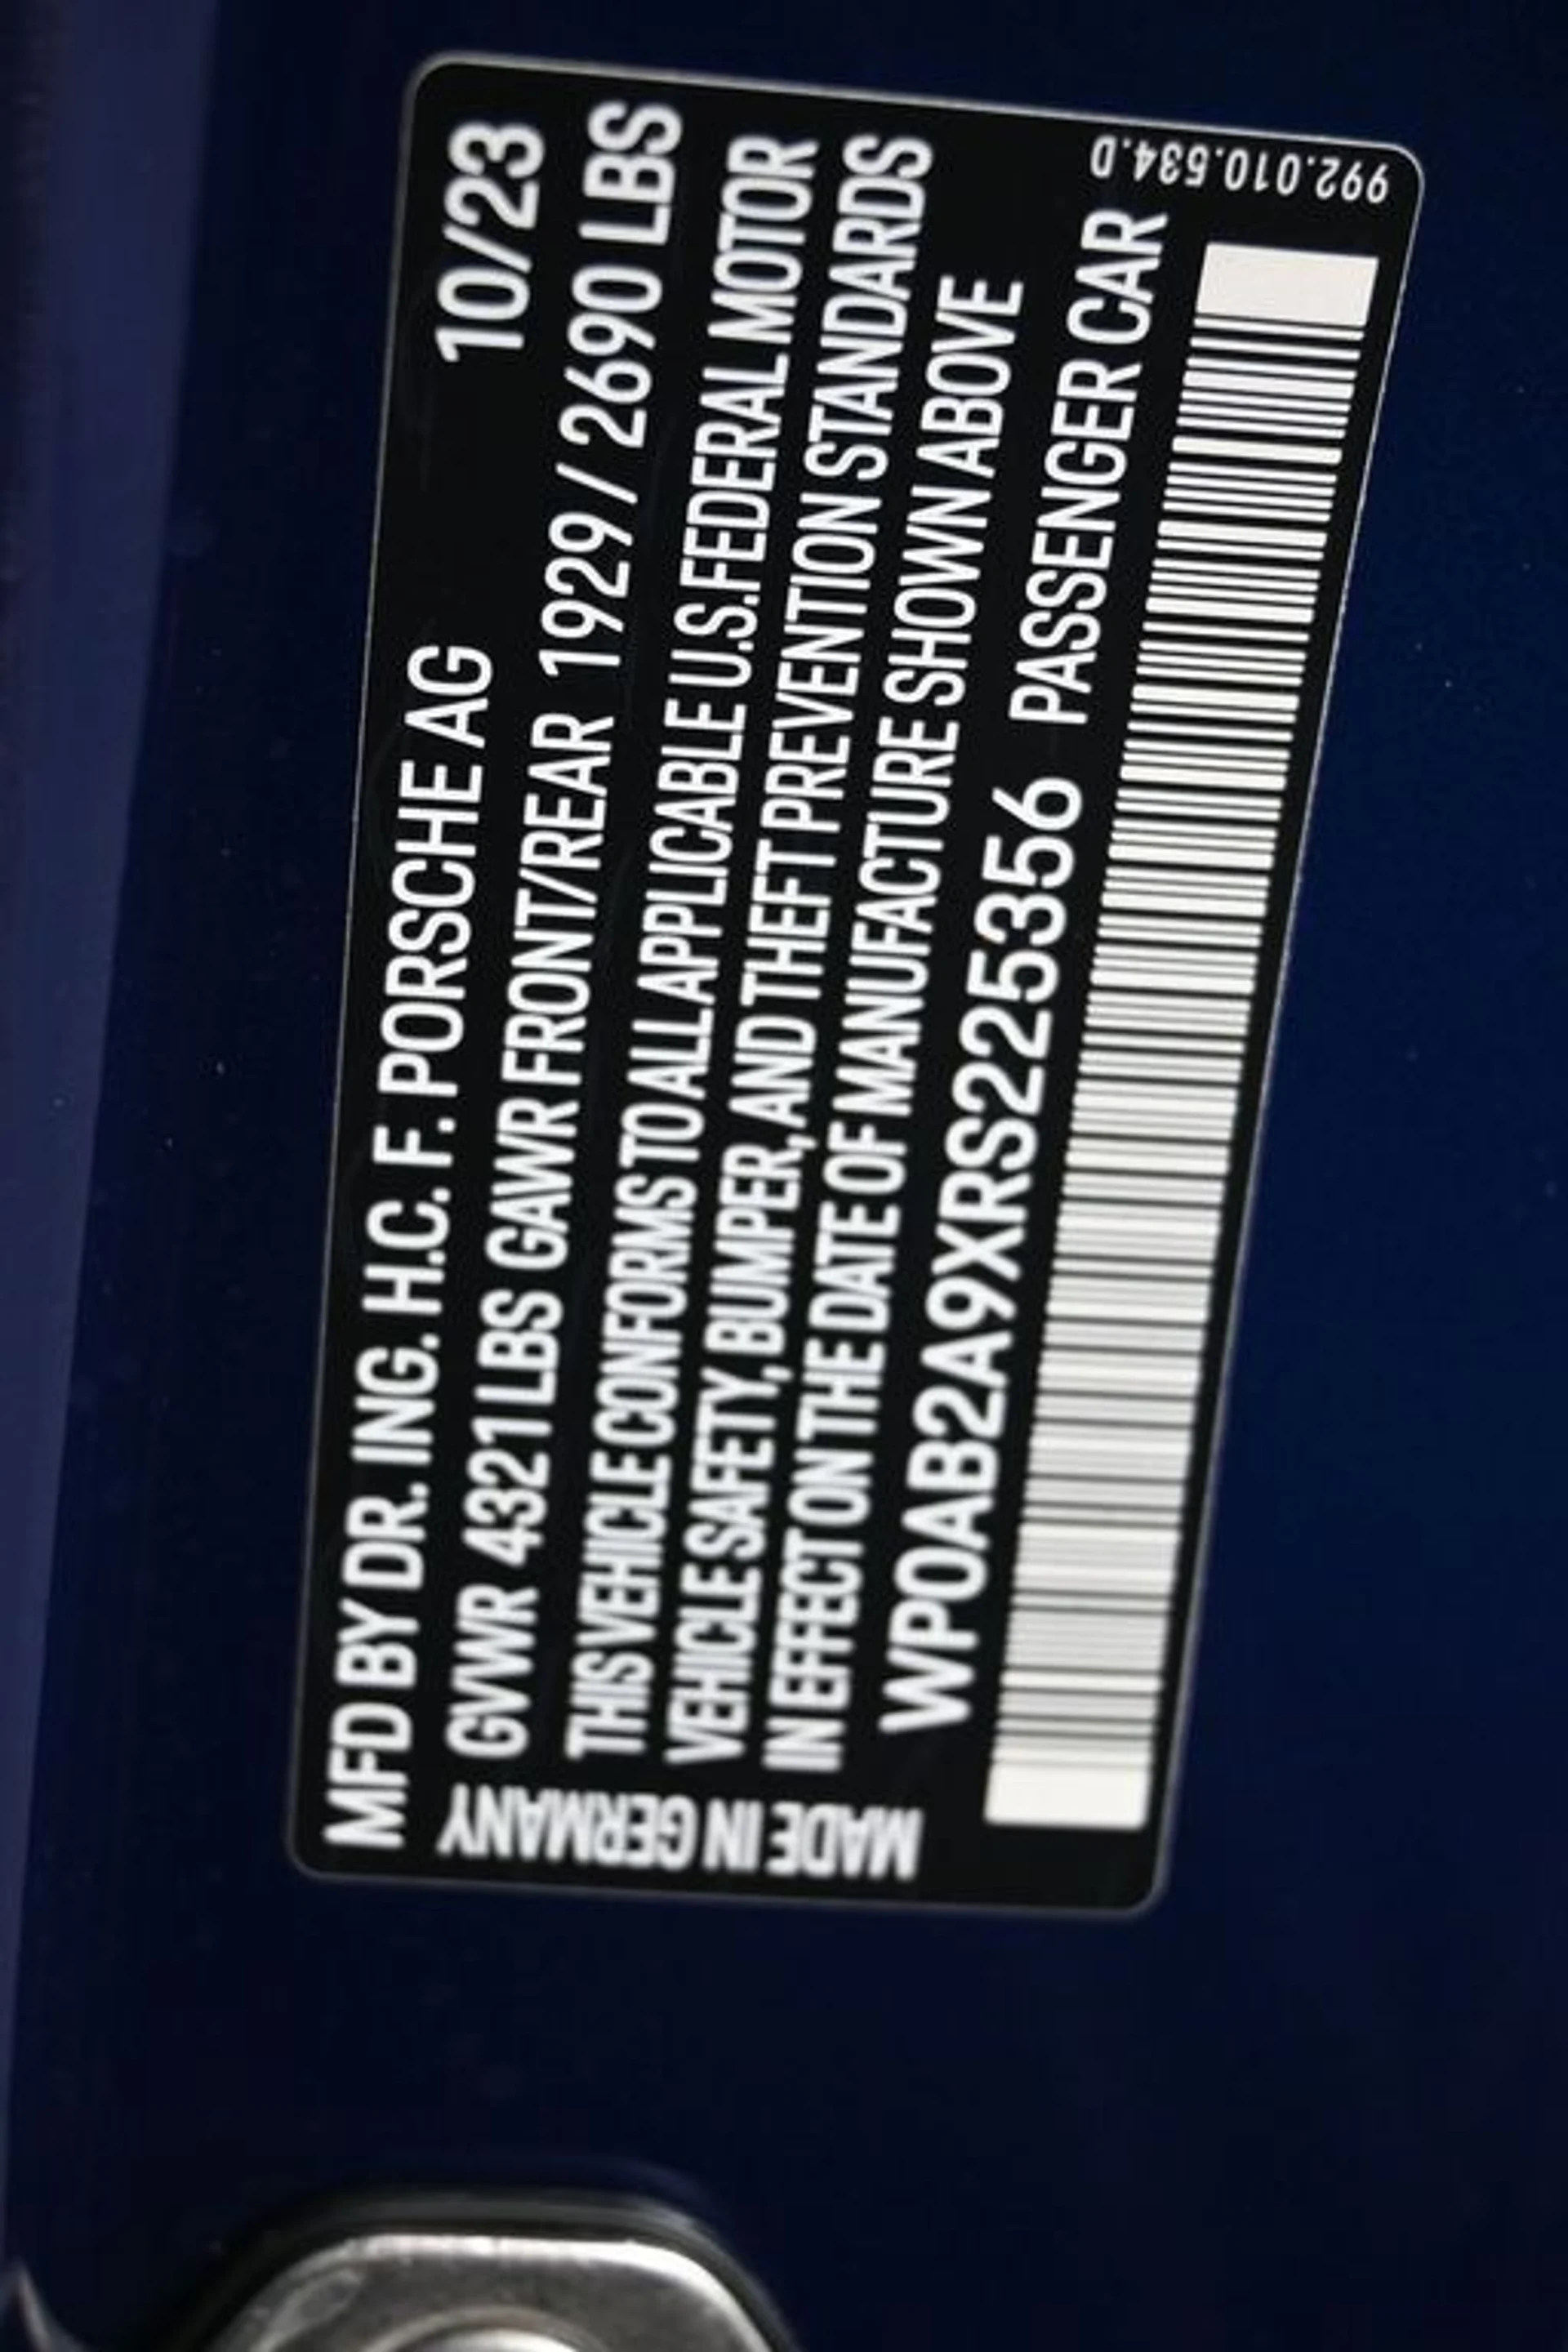 MFD BY DR. ING. H.C. F. PORSCHE AG 10/23
GVWR 4321 LBS GAWR FRONT/REAR 1929 / 2690 LBS
THIS VEHICLE CONFORMS TO ALL APPLICABLE U.S.FEDERAL MOTOR
VEHICLE SAFETY, BUMPER, AND THEFT PREVENTION STANDARDS
IN EFFECT ON THE DATE OF MANUFACTURE SHOWN ABOVE
WP0AB2A9XRS225356 PASSENGER CAR
MADE IN GERMANY
992.010.534.D